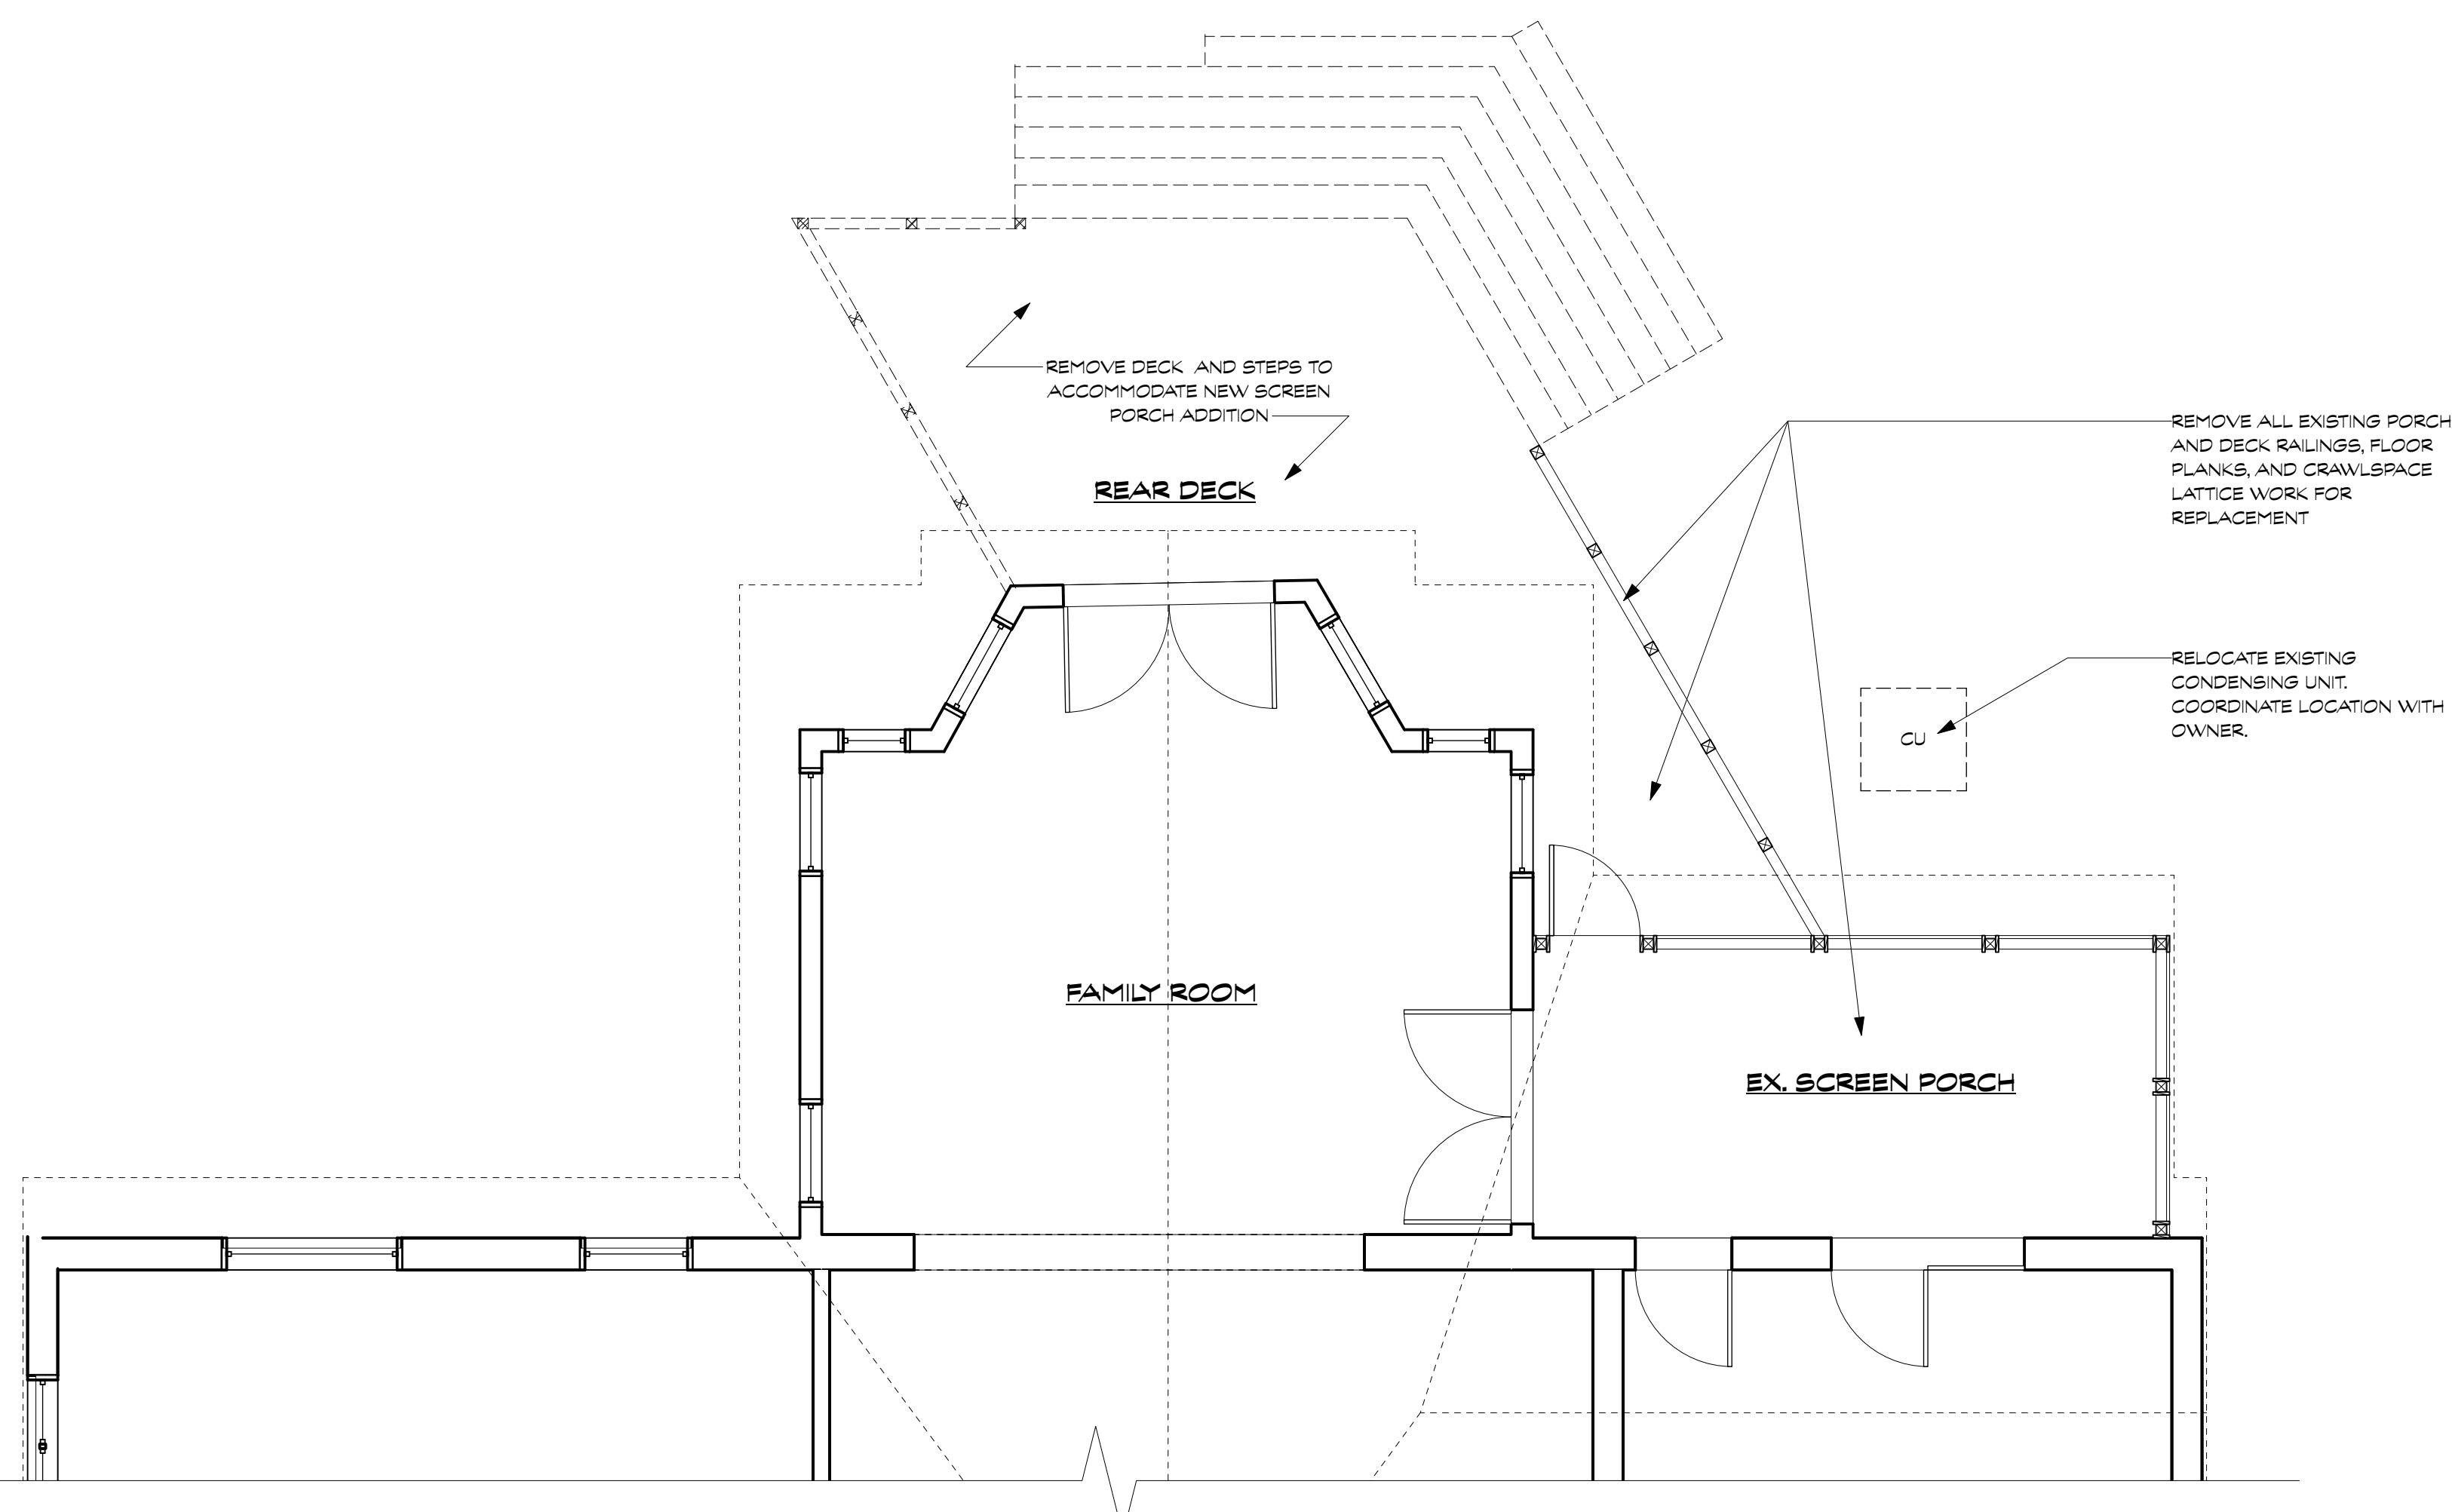 REMOVE DECK AND STEPS TO
ACCOMMODATE NEW SCREEN
PORCH ADDITION
REAR DECK
REMOVE ALL EXISTING PORCH
AND DECK RAILINGS, FLOOR
PLANKS, AND CRAWLSPACE
LATTICE WORK FOR
REPLACEMENT
RELOCATE EXISTING
CONDENSING UNIT.
COORDINATE LOCATION WITH
OWNER.
CU
FAMILY ROOM
EX. SCREEN PORCH